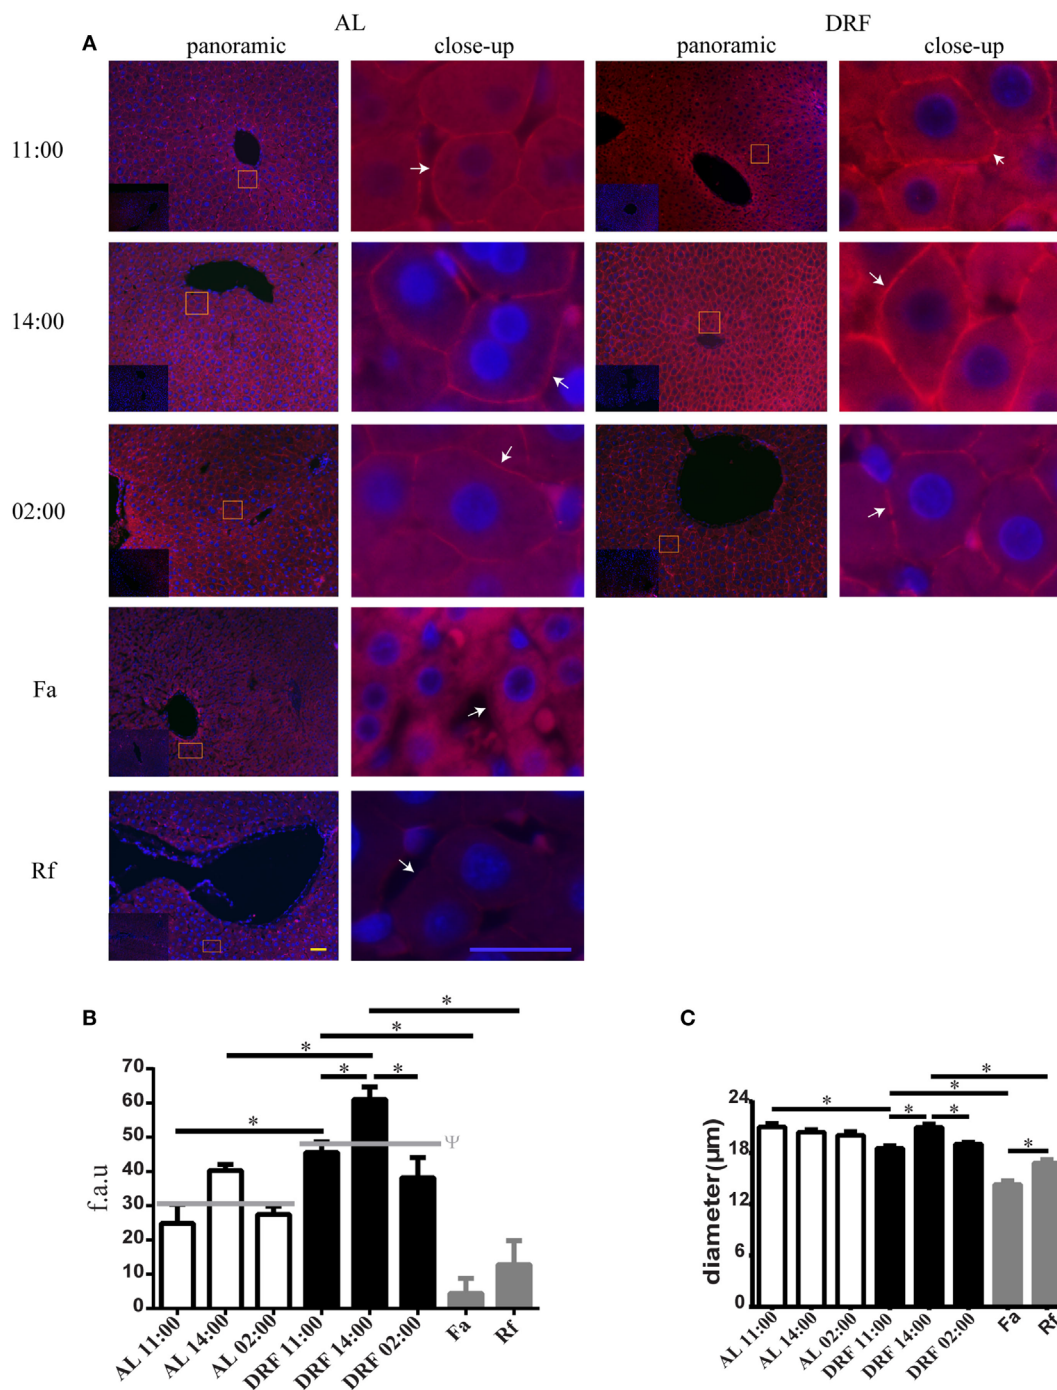 AL DRF
A
panoramic close-up panoramic close-up
11:00
14:00
02:00
Fa
Rf
B
* 
*
*
* *
*
Ψ
f.a.u
70
60
50
40
30
20
10
0
AL 11:00
AL 14:00
AL 02:00
DRF 11:00
DRF 14:00
DRF 02:00
Fa
Rf
C
*
*
* * *
*
diameter(µm)
24
18
12
6
0
AL 11:00
AL 14:00
AL 02:00
DRF 11:00
DRF 14:00
DRF 02:00
Fa
Rf